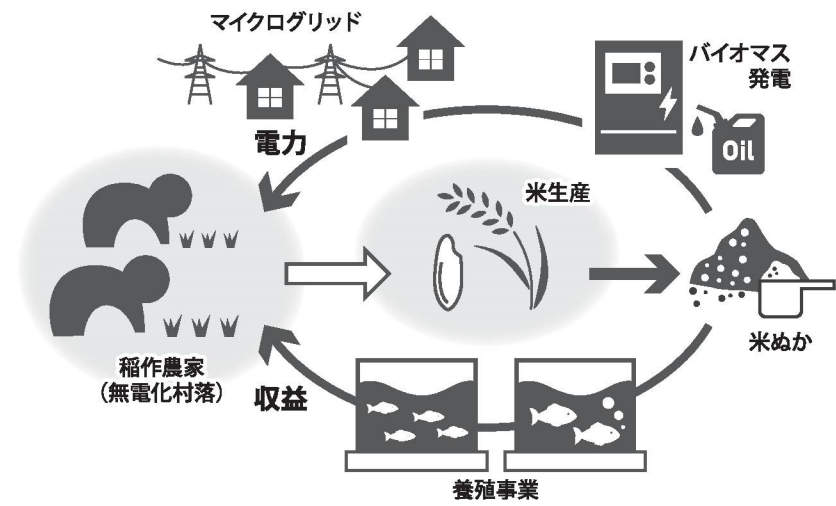 マイクログリッド
バイオマス
発電
Oil
電力
米生産
米ぬか
稲作農家
（無電化村落）
収益
養殖事業